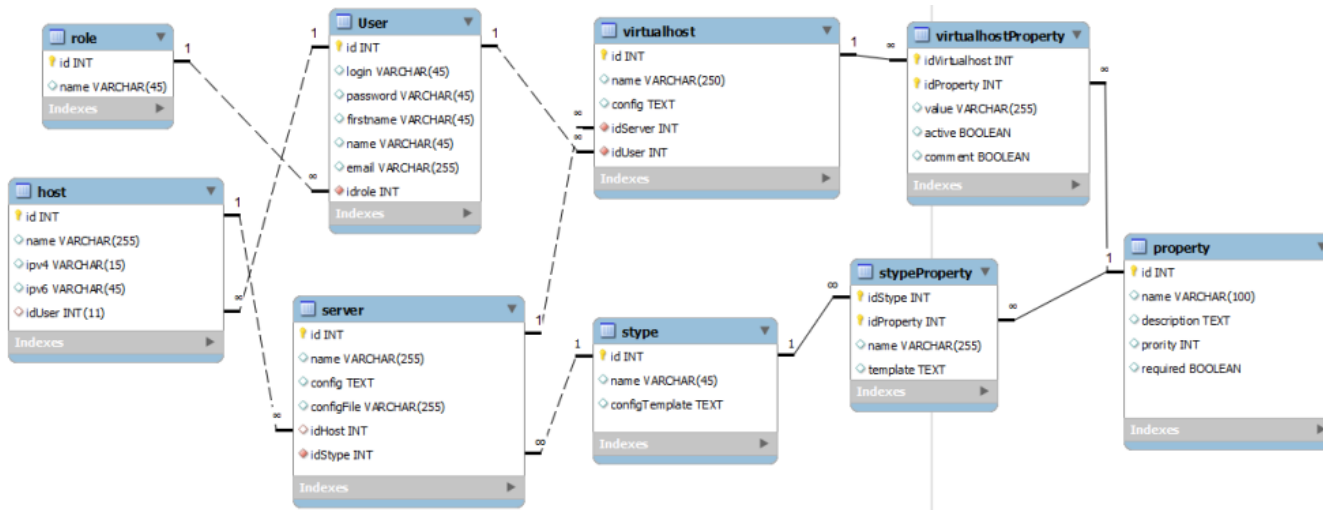 role
id INT
name VARCHAR(45)
Indexes
User
id INT
login VARCHAR(45)
password VARCHAR(45)
firstname VARCHAR(45)
name VARCHAR(45)
email VARCHAR(255)
idrole INT
Indexes
virtualhost
id INT
name VARCHAR(250)
config TEXT
idServer INT
idUser INT
Indexes
virtualhostProperty
idVirtualhost INT
idProperty INT
value VARCHAR(255)
active BOOLEAN
comment BOOLEAN
Indexes
host
id INT
name VARCHAR(255)
ipv4 VARCHAR(15)
ipv6 VARCHAR(45)
idUser INT(11)
Indexes
server
id INT
name VARCHAR(255)
config TEXT
configFile VARCHAR(255)
idHost INT
idStype INT
Indexes
stype
id INT
name VARCHAR(45)
configTemplate TEXT
Indexes
stypeProperty
idStype INT
idProperty INT
name VARCHAR(255)
template TEXT
Indexes
property
id INT
name VARCHAR(100)
description TEXT
prority INT
required BOOLEAN
Indexes
1
∞
1
∞
1
∞
1
∞
1
∞
1
∞
1
∞
1
∞
1
∞